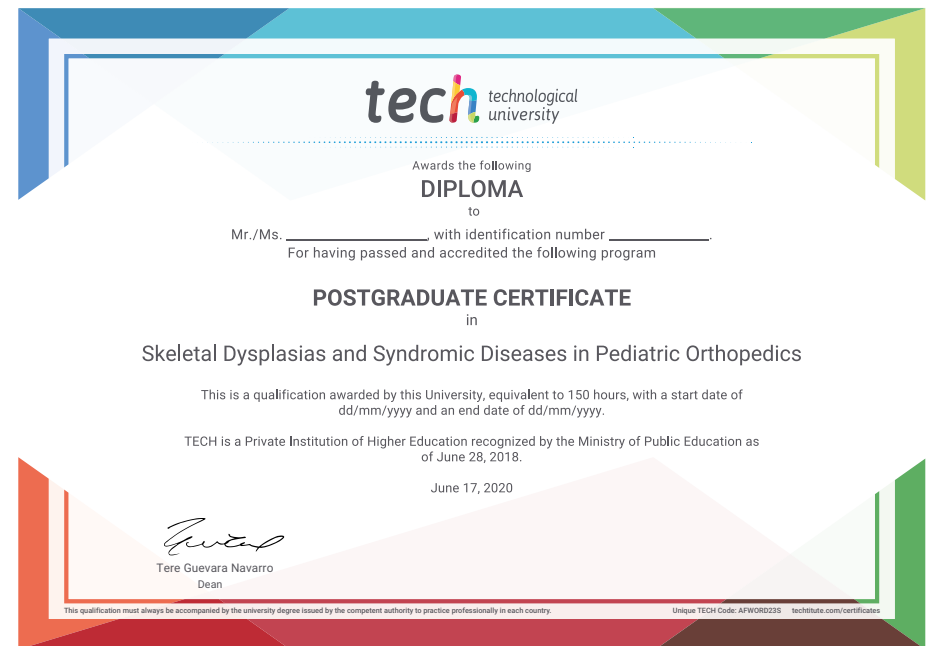 tech technological
university
Awards the following
DIPLOMA
to
Mr./Ms. ____________________, with identification number ______________.
For having passed and accredited the following program
POSTGRADUATE CERTIFICATE
in
Skeletal Dysplasias and Syndromic Diseases in Pediatric Orthopedics
This is a qualification awarded by this University, equivalent to 150 hours, with a start date of
dd/mm/yyyy and an end date of dd/mm/yyyy.
TECH is a Private Institution of Higher Education recognized by the Ministry of Public Education as
of June 28, 2018.
June 17, 2020
Tere Guevara Navarro
Dean
This qualification must always be accompanied by the university degree issued by the competent authority to practice professionally in each country.
Unique TECH Code: AFWORD23S techtitute.com/certificates